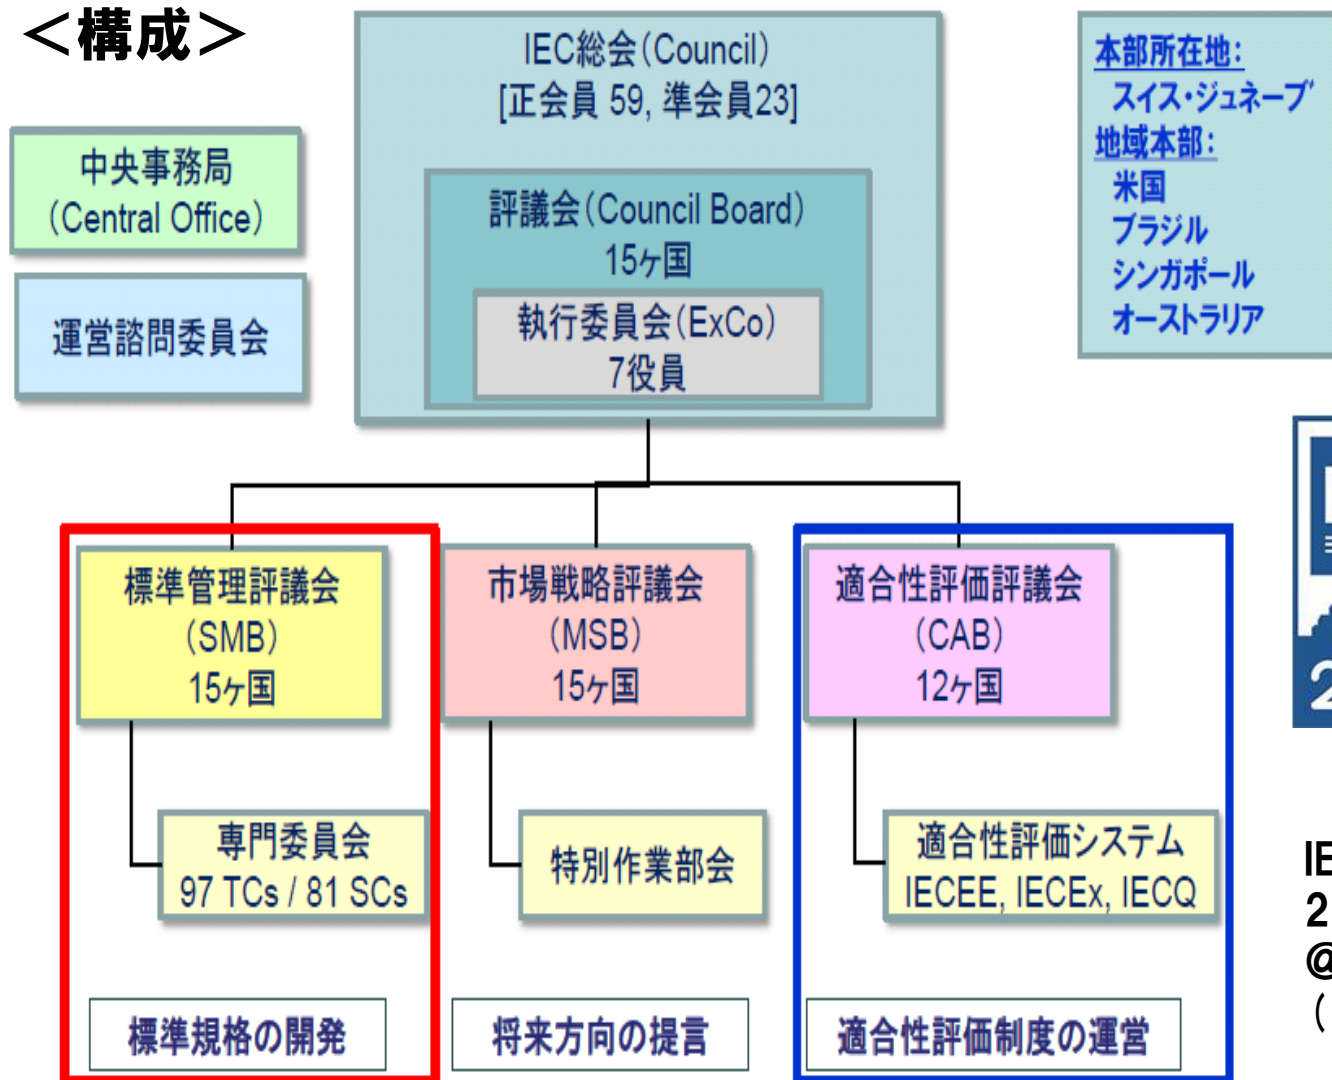 ＜構成＞
IEC総会(Council)
[正会員 59, 準会員23]
評議会(Council Board)
15ヶ国
執行委員会(ExCo)
7役員
中央事務局
(Central Office)
運営諮問委員会
本部所在地:
スイス・ジュネーブ
地域本部:
米国
ブラジル
シンガポール
オーストラリア
標準管理評議会
(SMB)
15ヶ国
市場戦略評議会
(MSB)
15ヶ国
適合性評価評議会
(CAB)
12ヶ国
専門委員会
97 TCs / 81 SCs
特別作業部会
適合性評価システム
IECEE, IECEx, IECQ
標準規格の開発
将来方向の提言
適合性評価制度の運営
2
IE
2
@
（